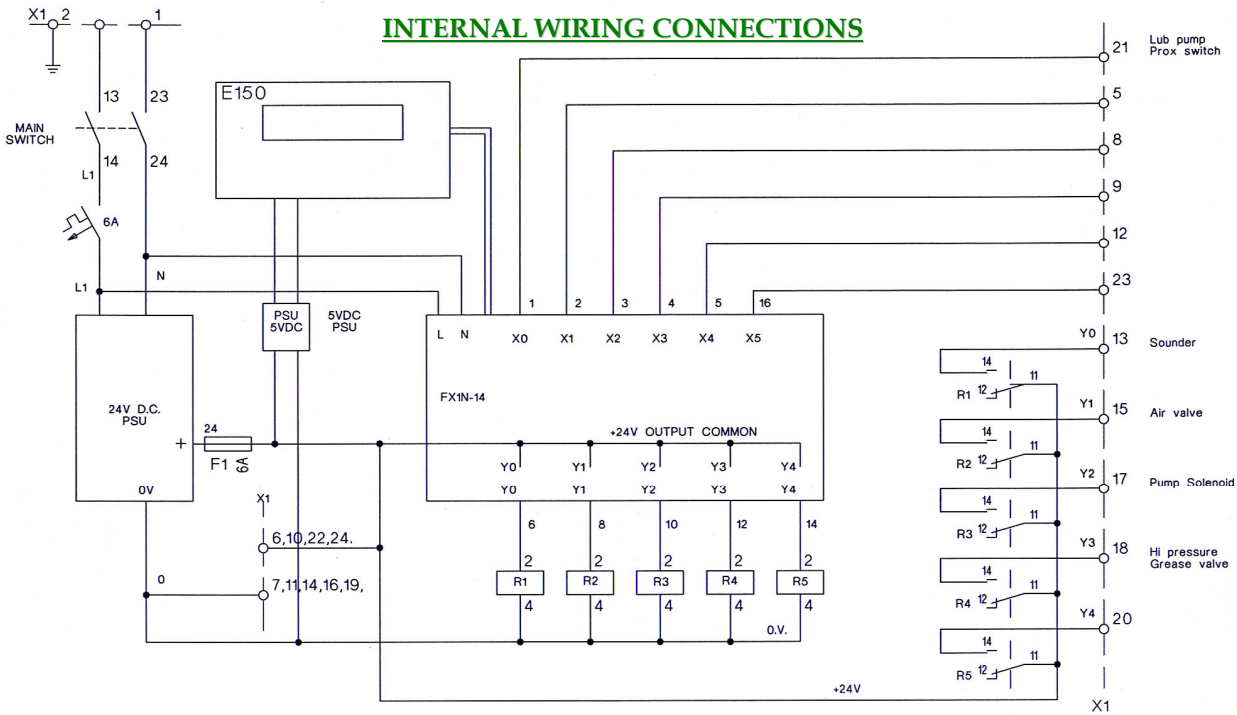 INTERNAL WIRING CONNECTIONS
X1 2 1
21 Lub pump
Prox switch
13 23
E150
5
MAIN
SWITCH
8
14 24
L1
9
6A
12
N
23
L1
1 2 3 4 5 16
PSU
5VDC
5VDC
PSU
L N X0 X1 X2 X3 X4 X5
Y0 13 Sounder
14 11
R1 12
FX1N-14
24V D.C.
PSU
+
24
F1 6A
+24V OUTPUT COMMON
Y1 15 Air valve
14 11
R2 12
Y0 Y1 Y2 Y3 Y4
Y0 Y1 Y2 Y3 Y4
0V
Y2 17 Pump Solenoid
14 11
R3 12
X1
6 8 10 12 14
6,10,22,24.
Y3 18 Hi pressure
Grease valve
14 11
R4 12
2 2 2 2 2
R1 R2 R3 R4 R5
4 4 4 4 4
0
7,11,14,16,19,
0.V.
Y4 20
14 11
R5 12
+24V
X1